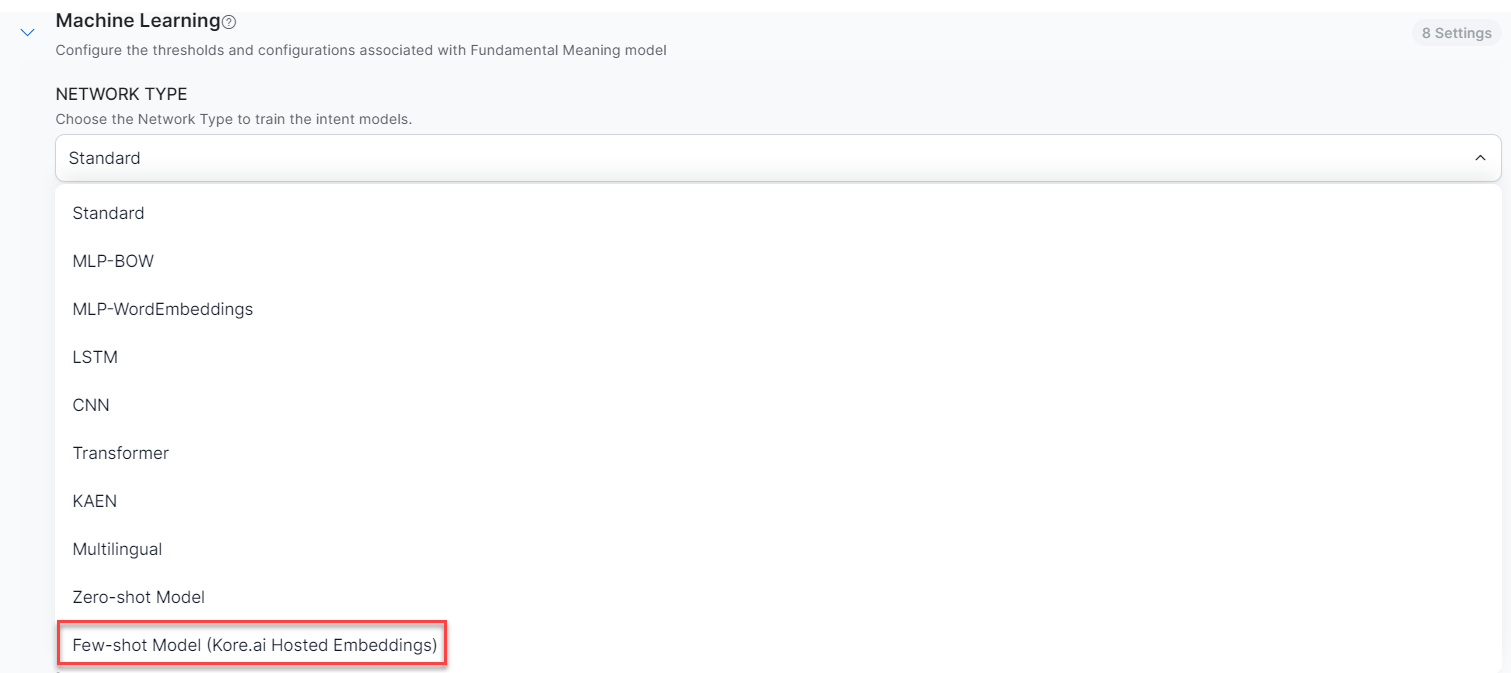 Machine Learning
8 Settings
Configure the thresholds and configurations associated with Fundamental Meaning model
NETWORK TYPE
Choose the Network Type to train the intent models.
Standard
Standard
MLP-BOW
MLP-WordEmbeddings
LSTM
CNN
Transformer
KAEN
Multilingual
Zero-shot Model
Few-shot Model (Kore.ai Hosted Embeddings)